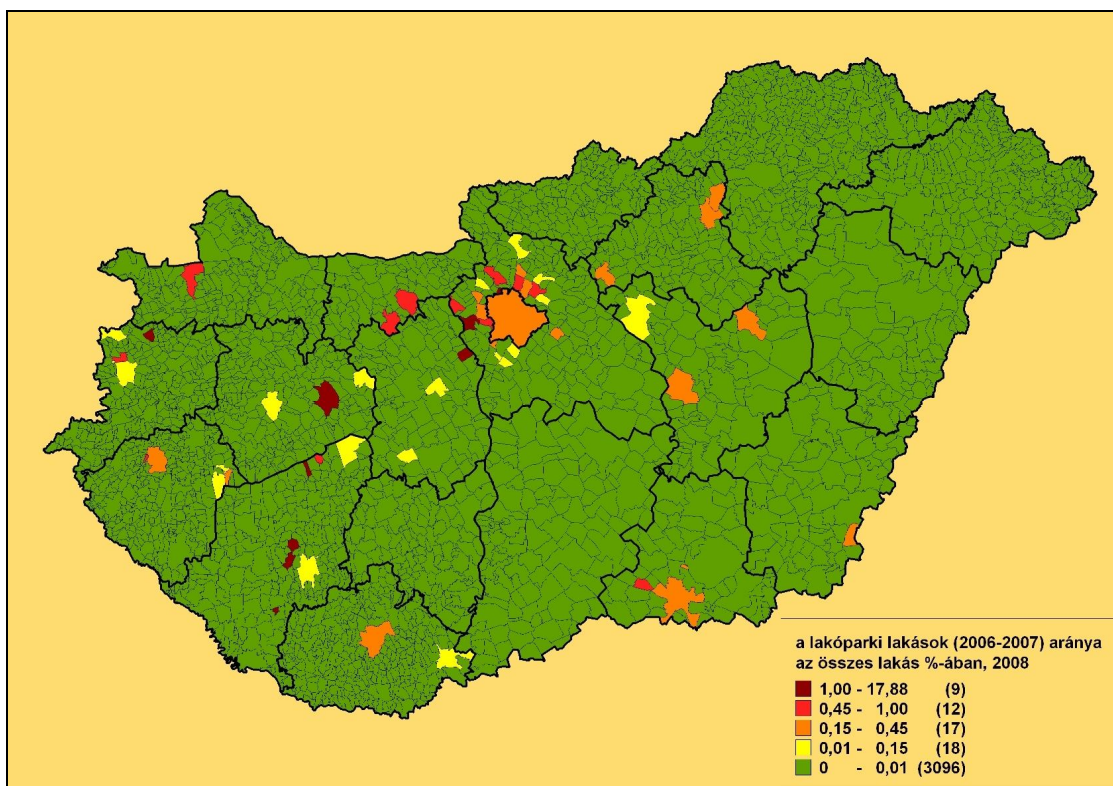 a lakóparki lakások (2006-2007) aránya
az összes lakás %-ában, 2008
1,00 - 17,88 (9)
0,45 - 1,00 (12)
0,15 - 0,45 (17)
0,01 - 0,15 (18)
0 - 0,01 (3096)